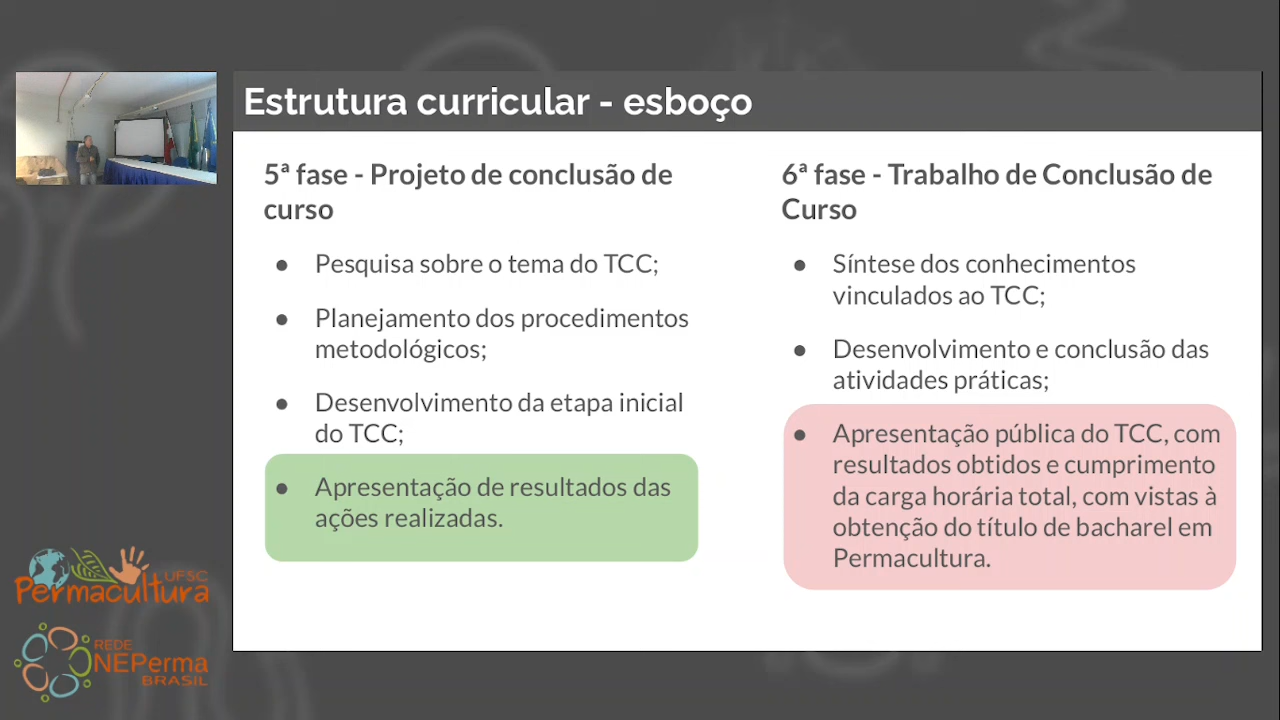 Estrutura curricular - esboço
5ª fase - Projeto de conclusão de
curso
● Pesquisa sobre o tema do TCC;
● Planejamento dos procedimentos
metodológicos;
● Desenvolvimento da etapa inicial
do TCC;
● Apresentação de resultados das
ações realizadas.
6ª fase - Trabalho de Conclusão de
Curso
● Síntese dos conhecimentos
vinculados ao TCC;
● Desenvolvimento e conclusão das
atividades práticas;
● Apresentação pública do TCC, com
resultados obtidos e cumprimento
da carga horária total, com vistas à
obtenção do título de bacharel em
Permacultura.
UFSC
Permacultura
REDE
NEPerma
BRASIL